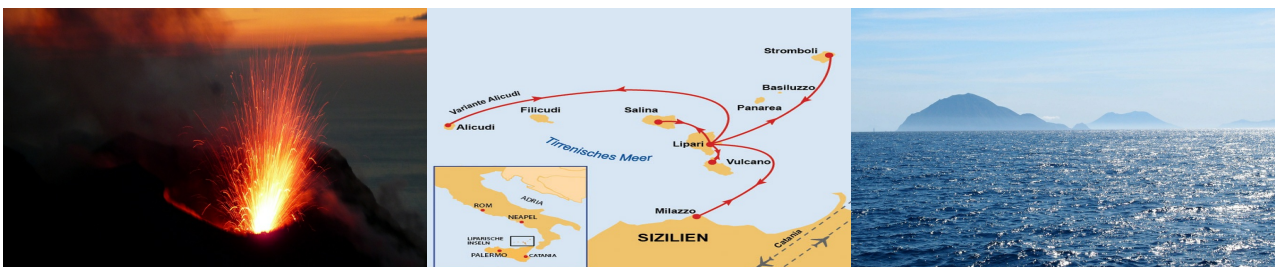 Stromboli
Basiluzzo
Panarea
Variante Alicudi
Filicudi
Salina
Alicudi
Lipari
Tirrenisches Meer
Vulcano
Milazzo
SIZILIEN
Catania
ADRIA
ROM
NEAPEL
LIPARISCHE
INSELN
PALERMO
CATANIA